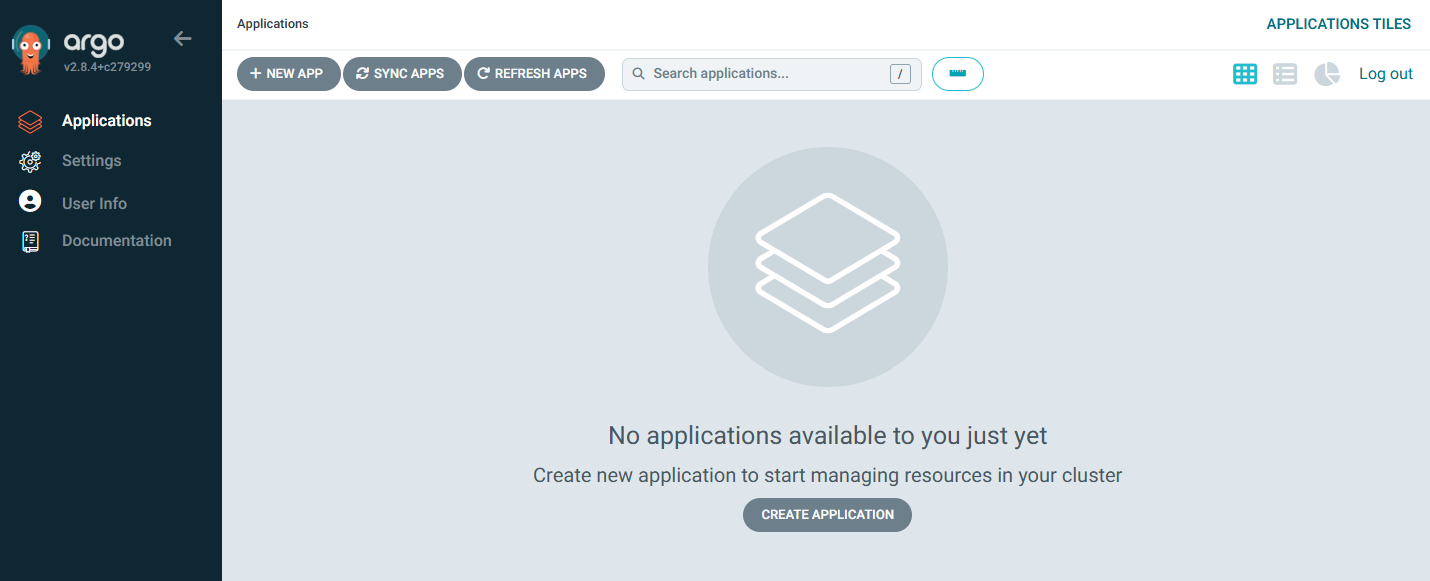 argo
v2.8.4+c279299
Applications
Settings
User Info
Documentation
Applications
APPLICATIONS TILES
+ NEW APP
SYNC APPS
REFRESH APPS
Search applications...
/
Log out
No applications available to you just yet
Create new application to start managing resources in your cluster
CREATE APPLICATION